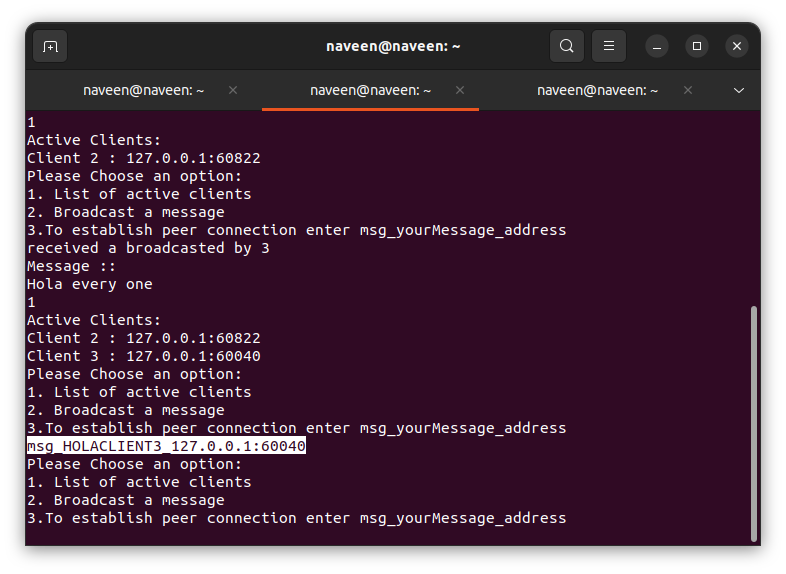 naveen@naveen: ~
naveen@naveen: ~
naveen@naveen: ~
naveen@naveen: ~
1
Active Clients:
Client 2 : 127.0.0.1:60822
Please Choose an option:
1. List of active clients
2. Broadcast a message
3.To establish peer connection enter msg_yourMessage_address
received a broadcasted by 3
Message ::
Hola every one
1
Active Clients:
Client 2 : 127.0.0.1:60822
Client 3 : 127.0.0.1:60040
Please Choose an option:
1. List of active clients
2. Broadcast a message
3.To establish peer connection enter msg_yourMessage_address
msg_HOLACLIENT3_127.0.0.1:60040
Please Choose an option:
1. List of active clients
2. Broadcast a message
3.To establish peer connection enter msg_yourMessage_address